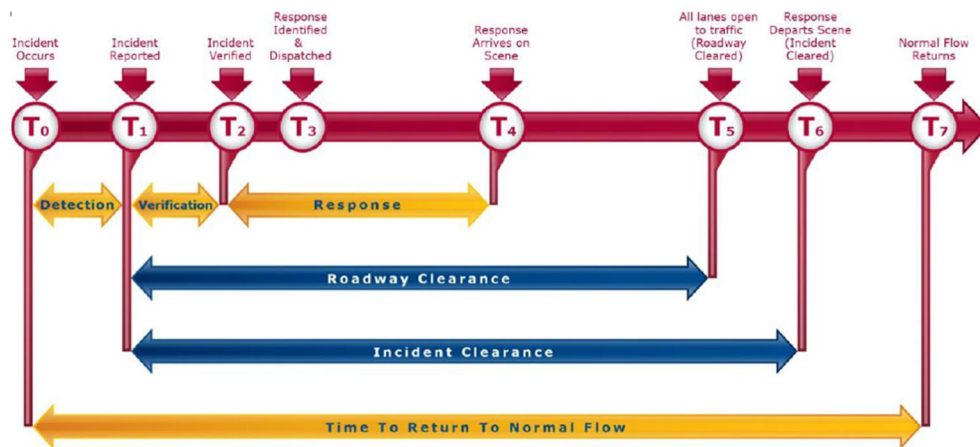 Incident
Occurs
Incident
Reported
Incident
Verified
Response
Identified
&
Dispatched
Response
Arrives on
Scene
All lanes open
to traffic
(Roadway
Cleared)
Response
Departs Scene
(Incident
Cleared)
Normal Flow
Returns
T0
T1
T2
T3
T4
T5
T6
T7
Detection
Verification
Response
Roadway Clearance
Incident Clearance
Time To Return To Normal Flow